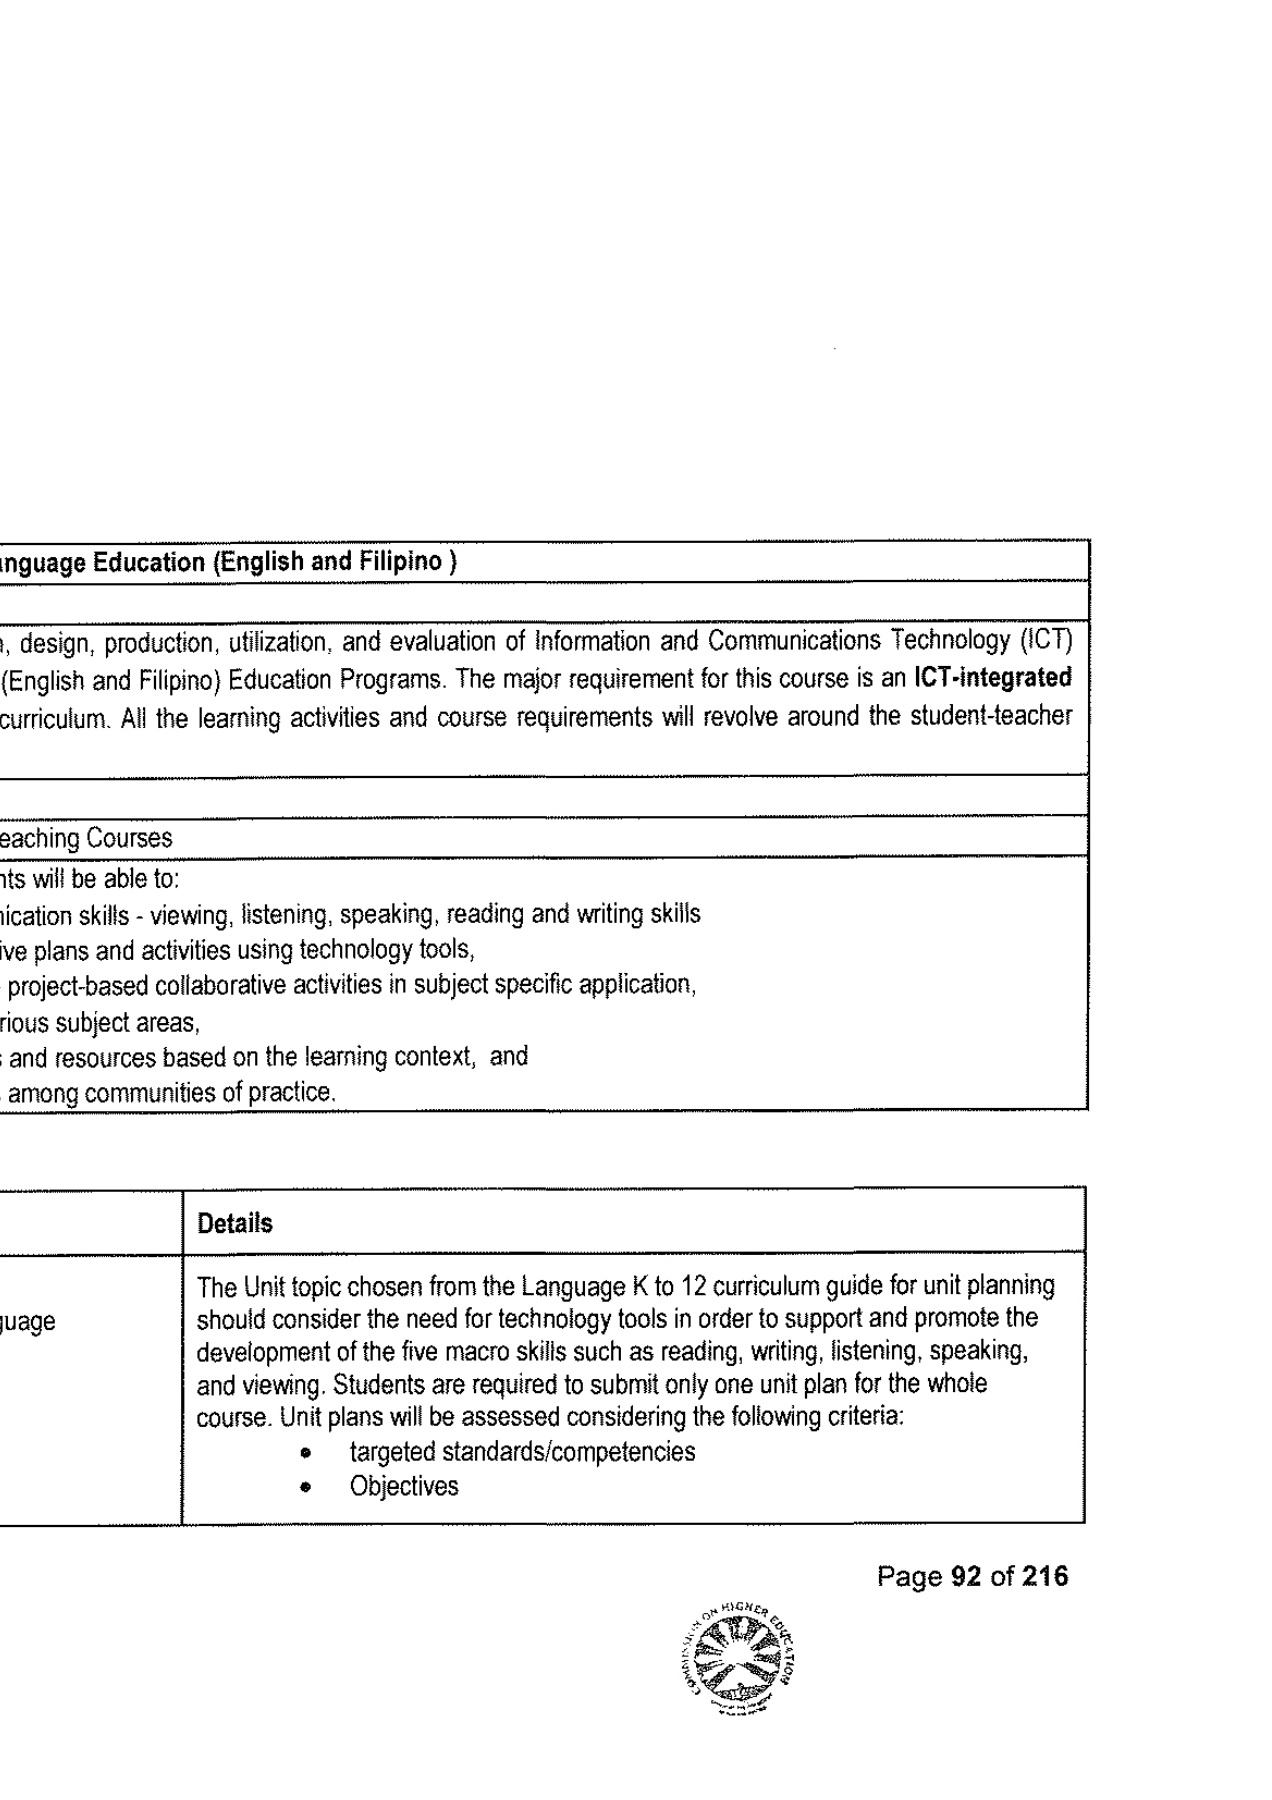 nguage Education (English and Filipino )
, design, production, utilization, and evaluation of Information and Communications Technology (ICT)
(English and Filipino) Education Programs. The major requirement for this course is an ICT-integrated
curriculum. All the learning activities and course requirements will revolve around the student-teacher
eaching Courses
nts will be able to:
ication skills - viewing, listening, speaking, reading and writing skills
ive plans and activities using technology tools,
project-based collaborative activities in subject specific application,
rious subject areas,
and resources based on the learning context, and
among communities of practice.
Details
The Unit topic chosen from the Language K to 12 curriculum guide for unit planning
guage
should consider the need for technology tools in order to support and promote the
development of the five macro skills such as reading, writing, listening, speaking,
and viewing. Students are required to submit only one unit plan for the whole
course. Unit plans will be assessed considering the following criteria:
• targeted standards/competencies
• Objectives
Page 92 of 216
COMMISSION ON HIGHER EDUCATION